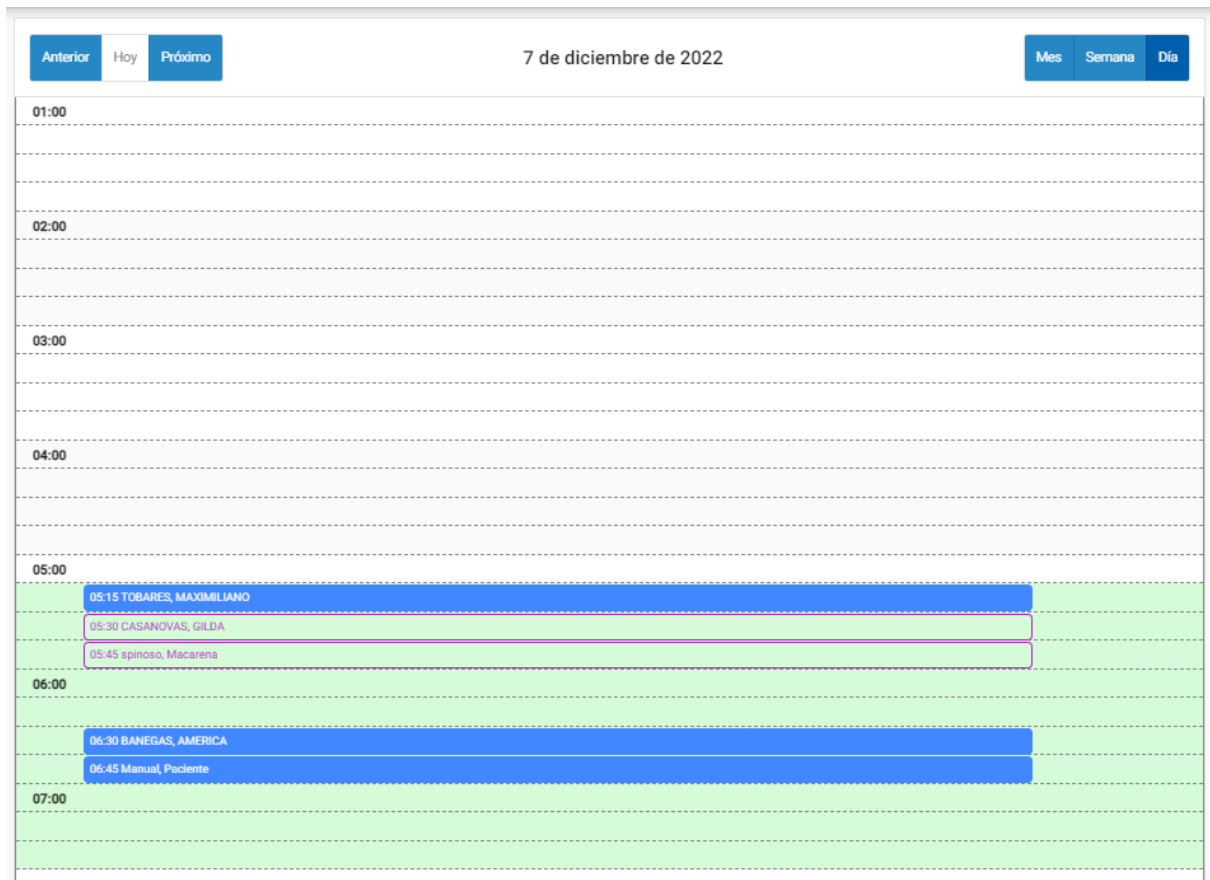 Anterior Hoy Próximo 7 de diciembre de 2022 Mes Semana Día
01:00
02:00
03:00
04:00
05:00
05:15 TOBARES, MAXIMILIANO
05:30 CASANOVAS, GILDA
05:45 spinoso, Macarena
06:00
06:30 BANEGAS, AMERICA
06:45 Manual, Paciente
07:00